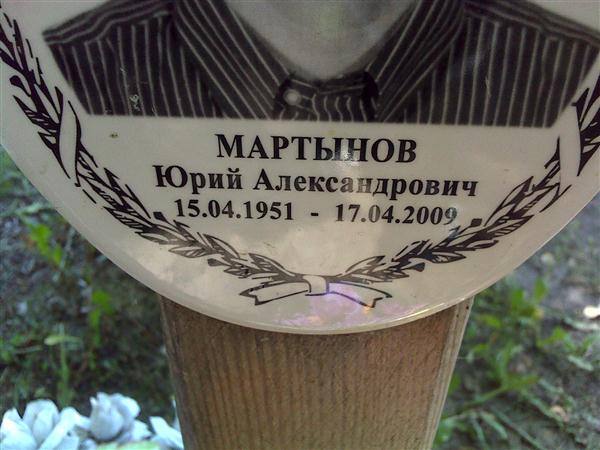 МАРТЫНОВ
Юрий Александрович
15.04.1951 - 17.04.2009